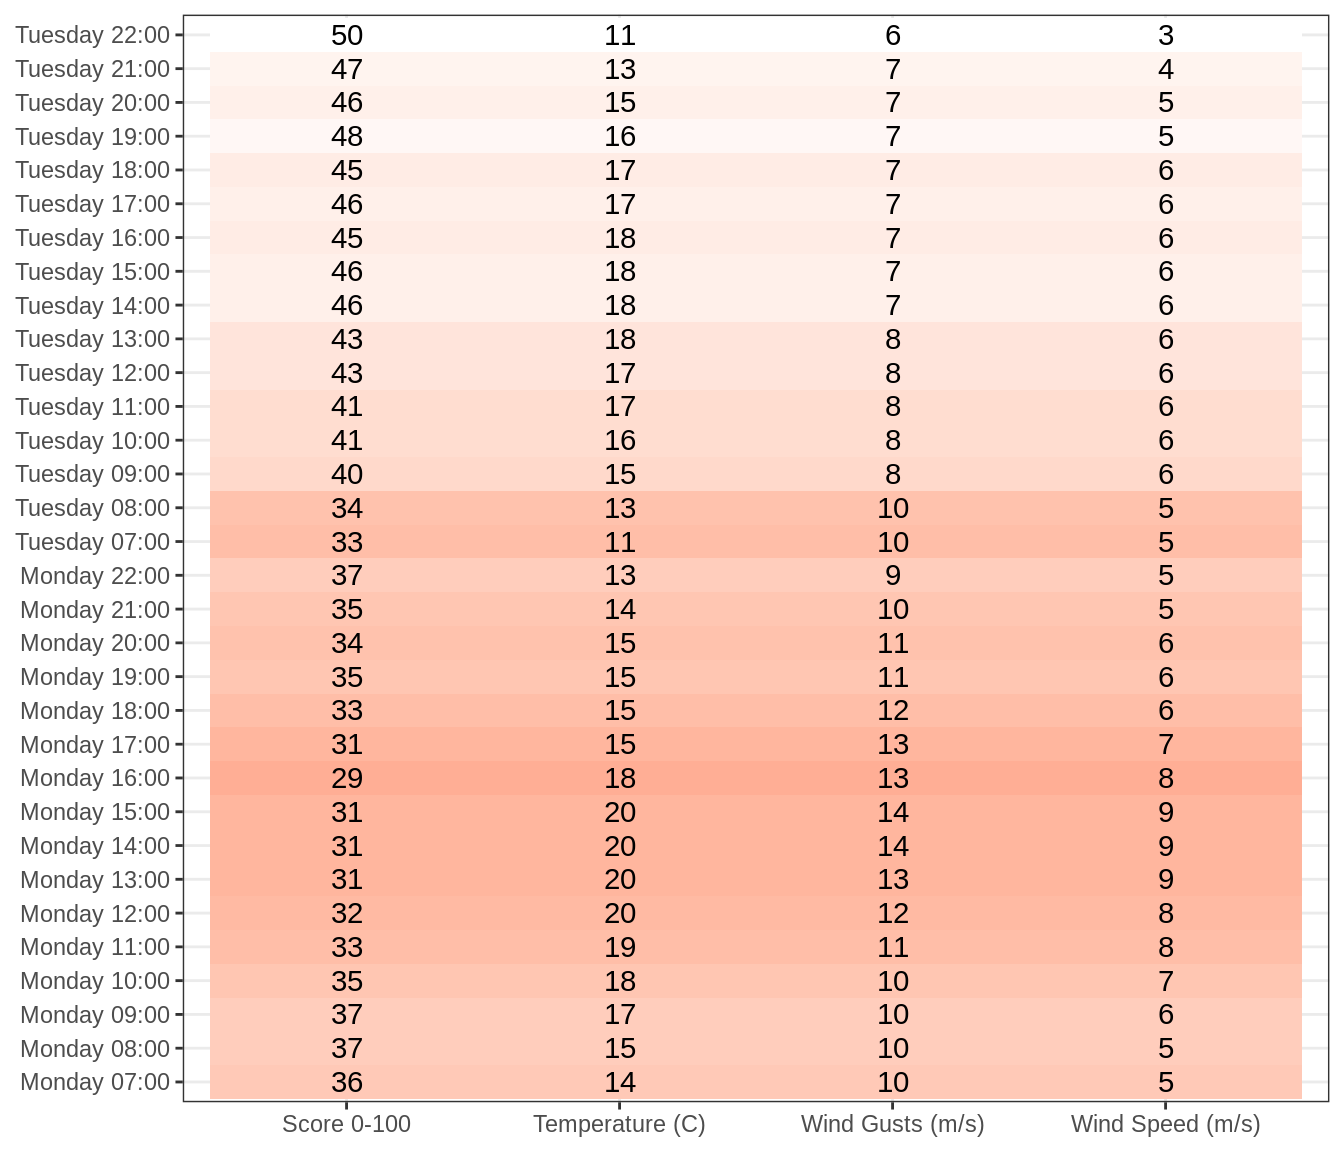 Tuesday 22:00 50 11 6 3
Tuesday 21:00 47 13 7 4
Tuesday 20:00 46 15 7 5
Tuesday 19:00 48 16 7 5
Tuesday 18:00 45 17 7 6
Tuesday 17:00 46 17 7 6
Tuesday 16:00 45 18 7 6
Tuesday 15:00 46 18 7 6
Tuesday 14:00 46 18 7 6
Tuesday 13:00 43 18 8 6
Tuesday 12:00 43 17 8 6
Tuesday 11:00 41 17 8 6
Tuesday 10:00 41 16 8 6
Tuesday 09:00 40 15 8 6
Tuesday 08:00 34 13 10 5
Tuesday 07:00 33 11 10 5
Monday 22:00 37 13 9 5
Monday 21:00 35 14 10 5
Monday 20:00 34 15 11 6
Monday 19:00 35 15 11 6
Monday 18:00 33 15 12 6
Monday 17:00 31 15 13 7
Monday 16:00 29 18 13 8
Monday 15:00 31 20 14 9
Monday 14:00 31 20 14 9
Monday 13:00 31 20 13 9
Monday 12:00 32 20 12 8
Monday 11:00 33 19 11 8
Monday 10:00 35 18 10 7
Monday 09:00 37 17 10 6
Monday 08:00 37 15 10 5
Monday 07:00 36 14 10 5
Score 0-100 Temperature (C) Wind Gusts (m/s) Wind Speed (m/s)